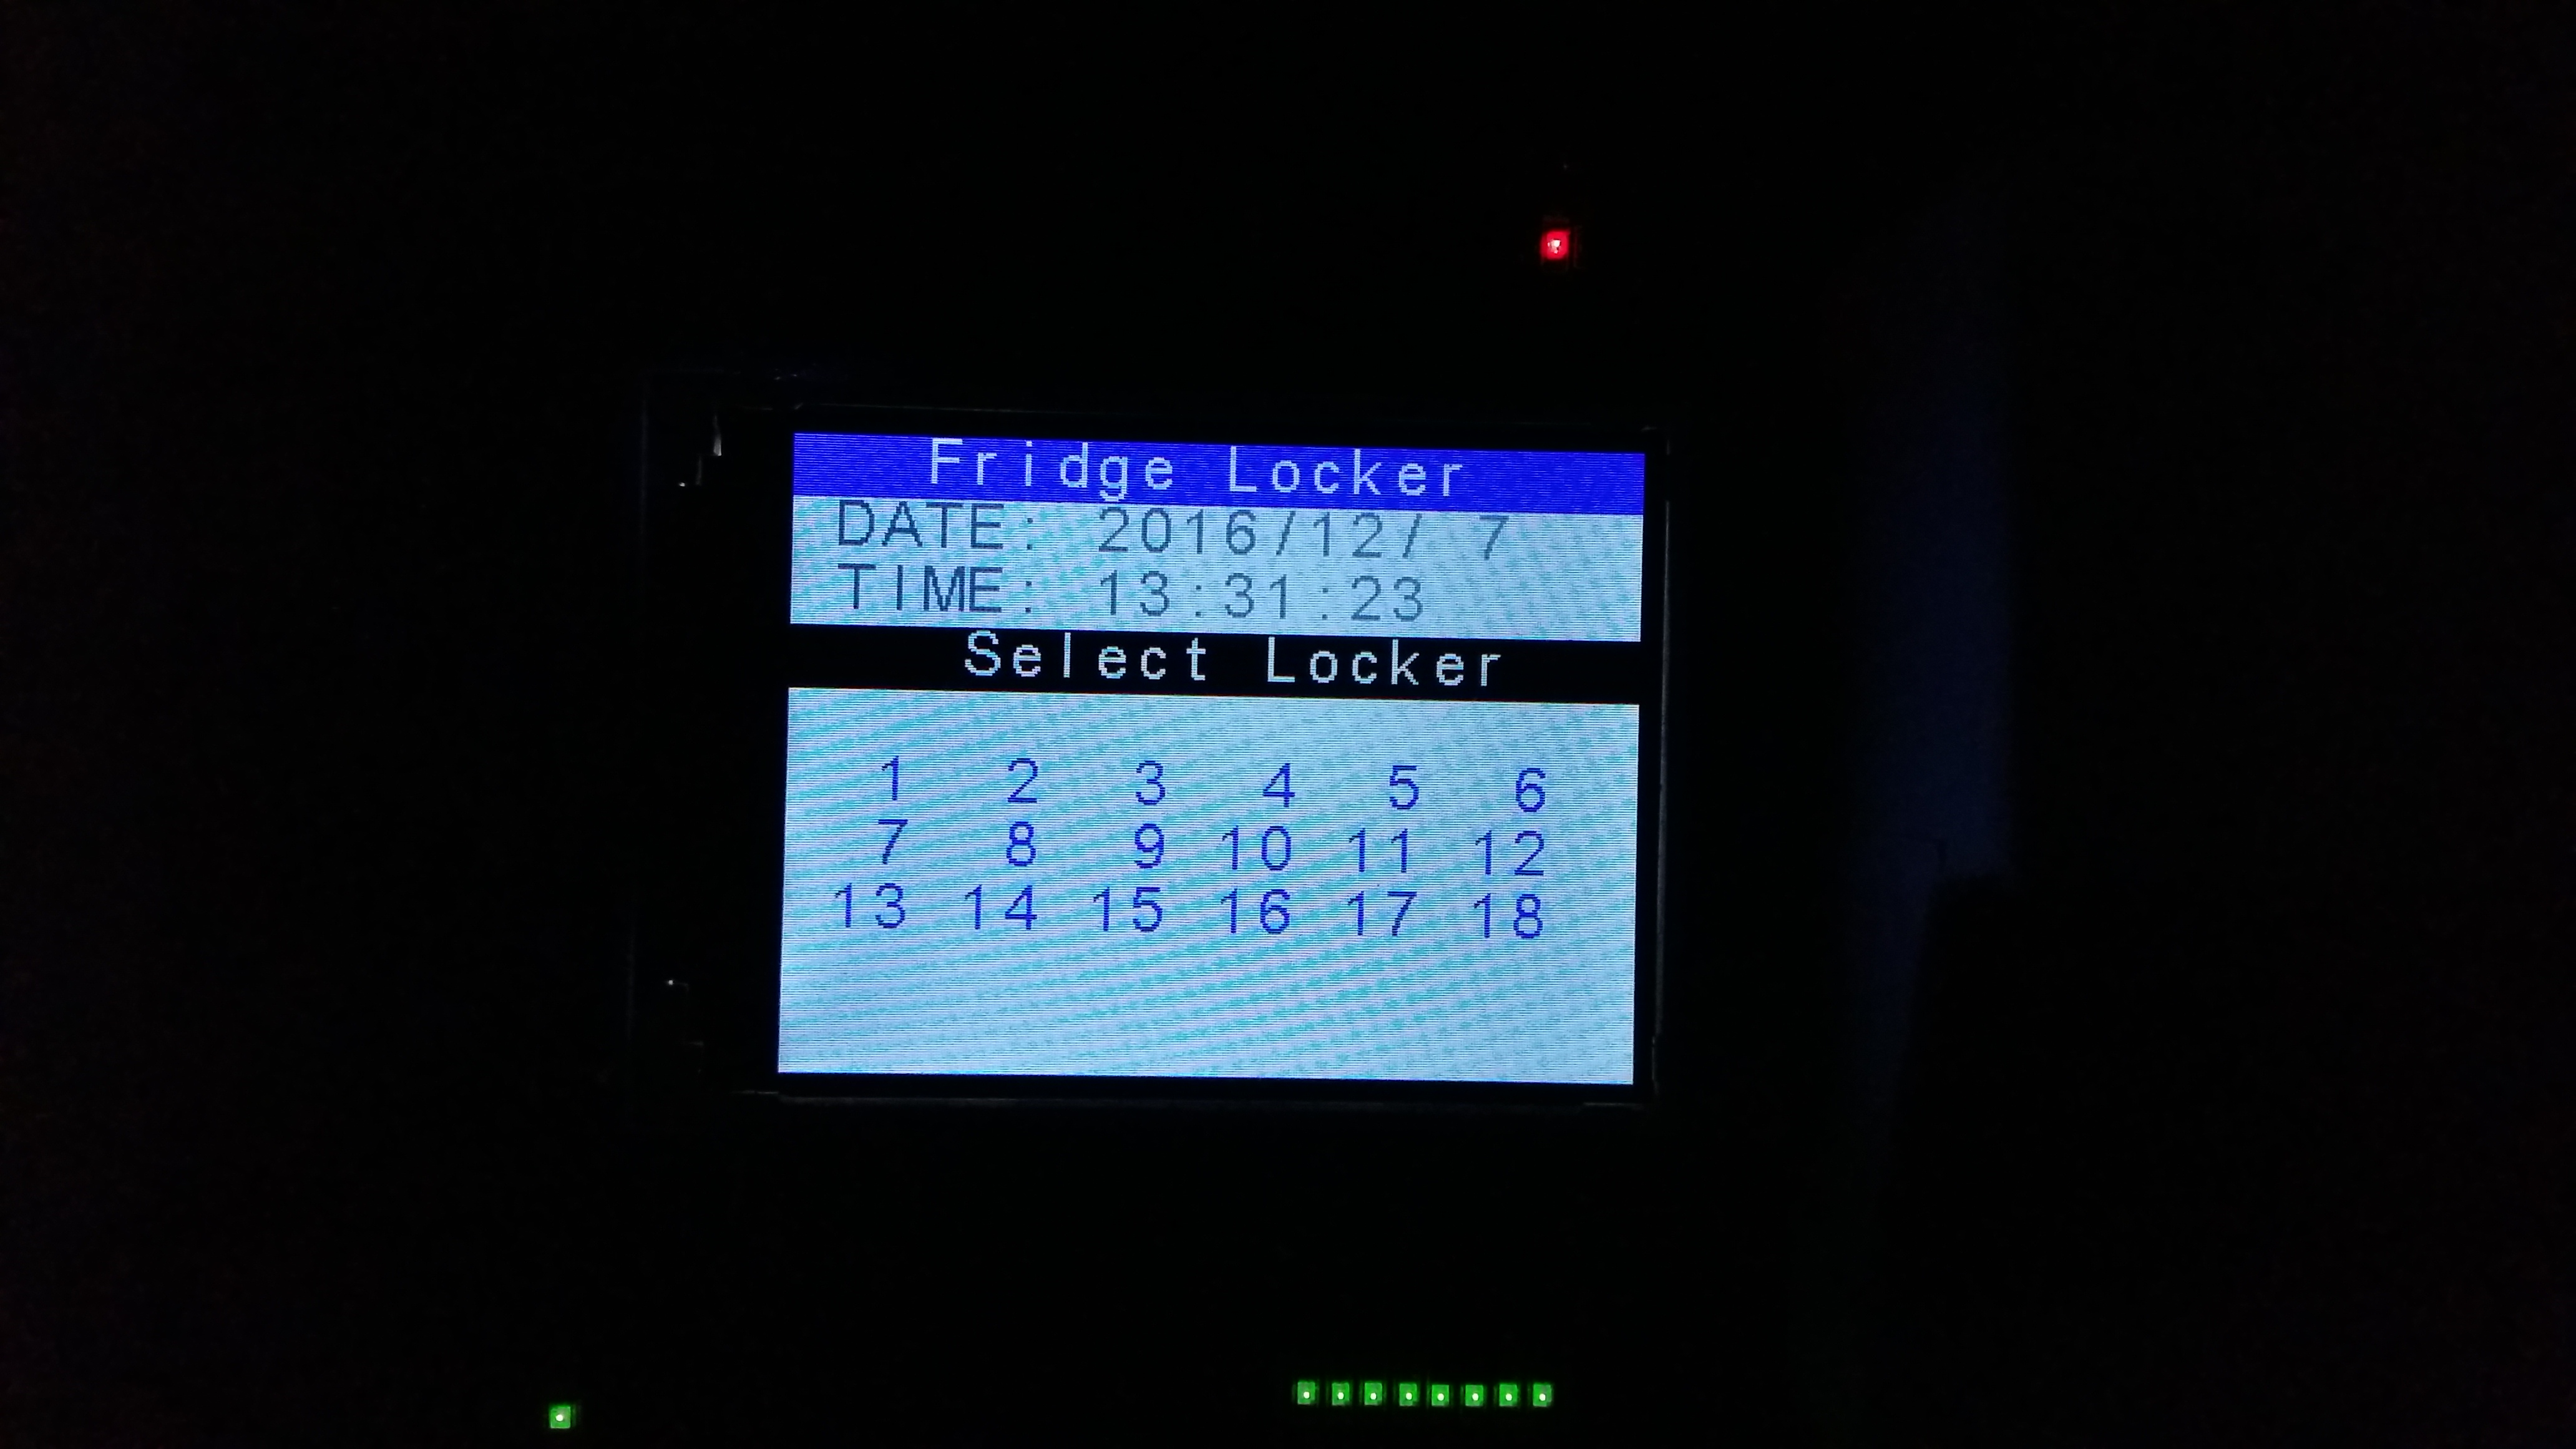 Fridge Locker
DATE: 2016/12/ 7
TIME: 13:31:23
Select Locker
1 2 3 4 5 6
7 8 9 10 11 12
13 14 15 16 17 18